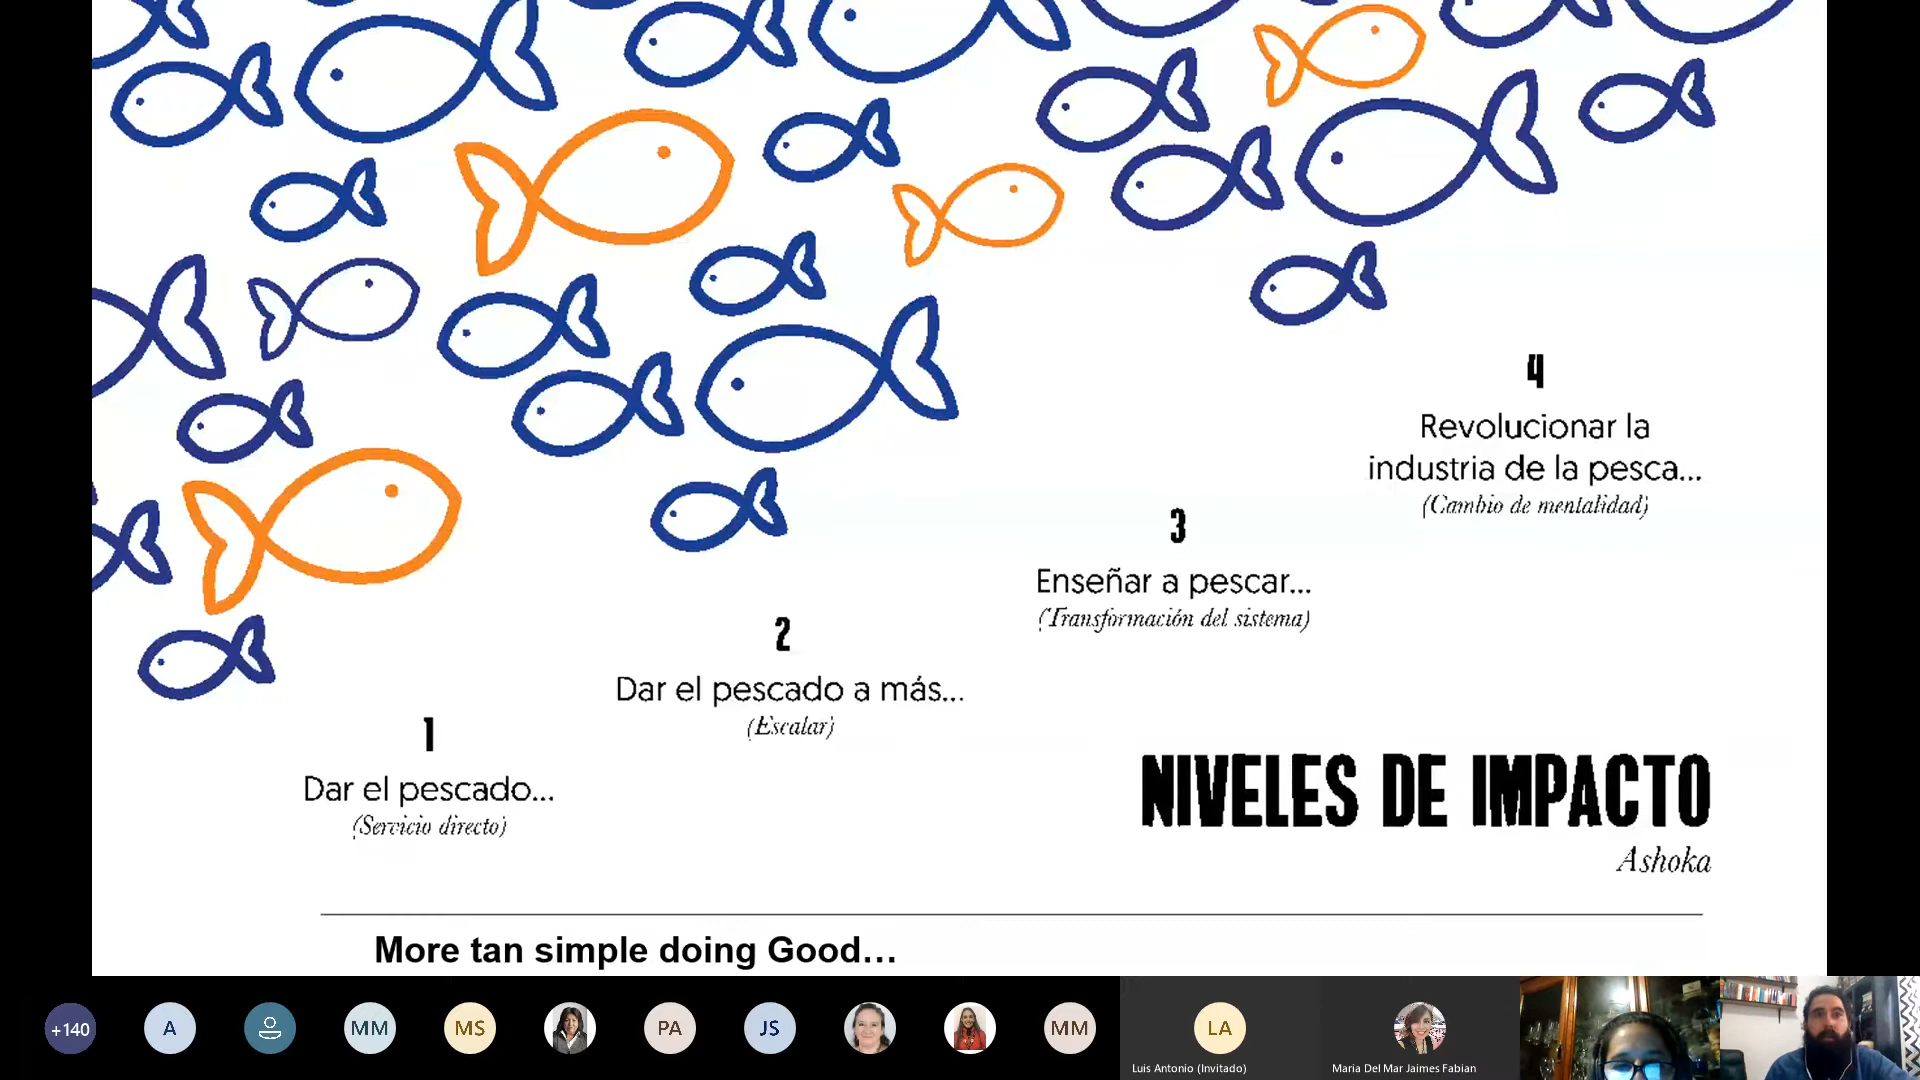 4
Revolucionar la
industria de la pesca...
(Cambio de mentalidad)
3
Enseñar a pescar...
(Transformación del sistema)
2
Dar el pescado a más...
(Escalar)
1
Dar el pescado...
(Servicio directo)
NIVELES DE IMPACTO
Ashoka
More tan simple doing Good...
+140
A
MM
MS
PA
JS
MM
LA
Luis Antonio (Invitado)
Maria Del Mar Jaimes Fabian